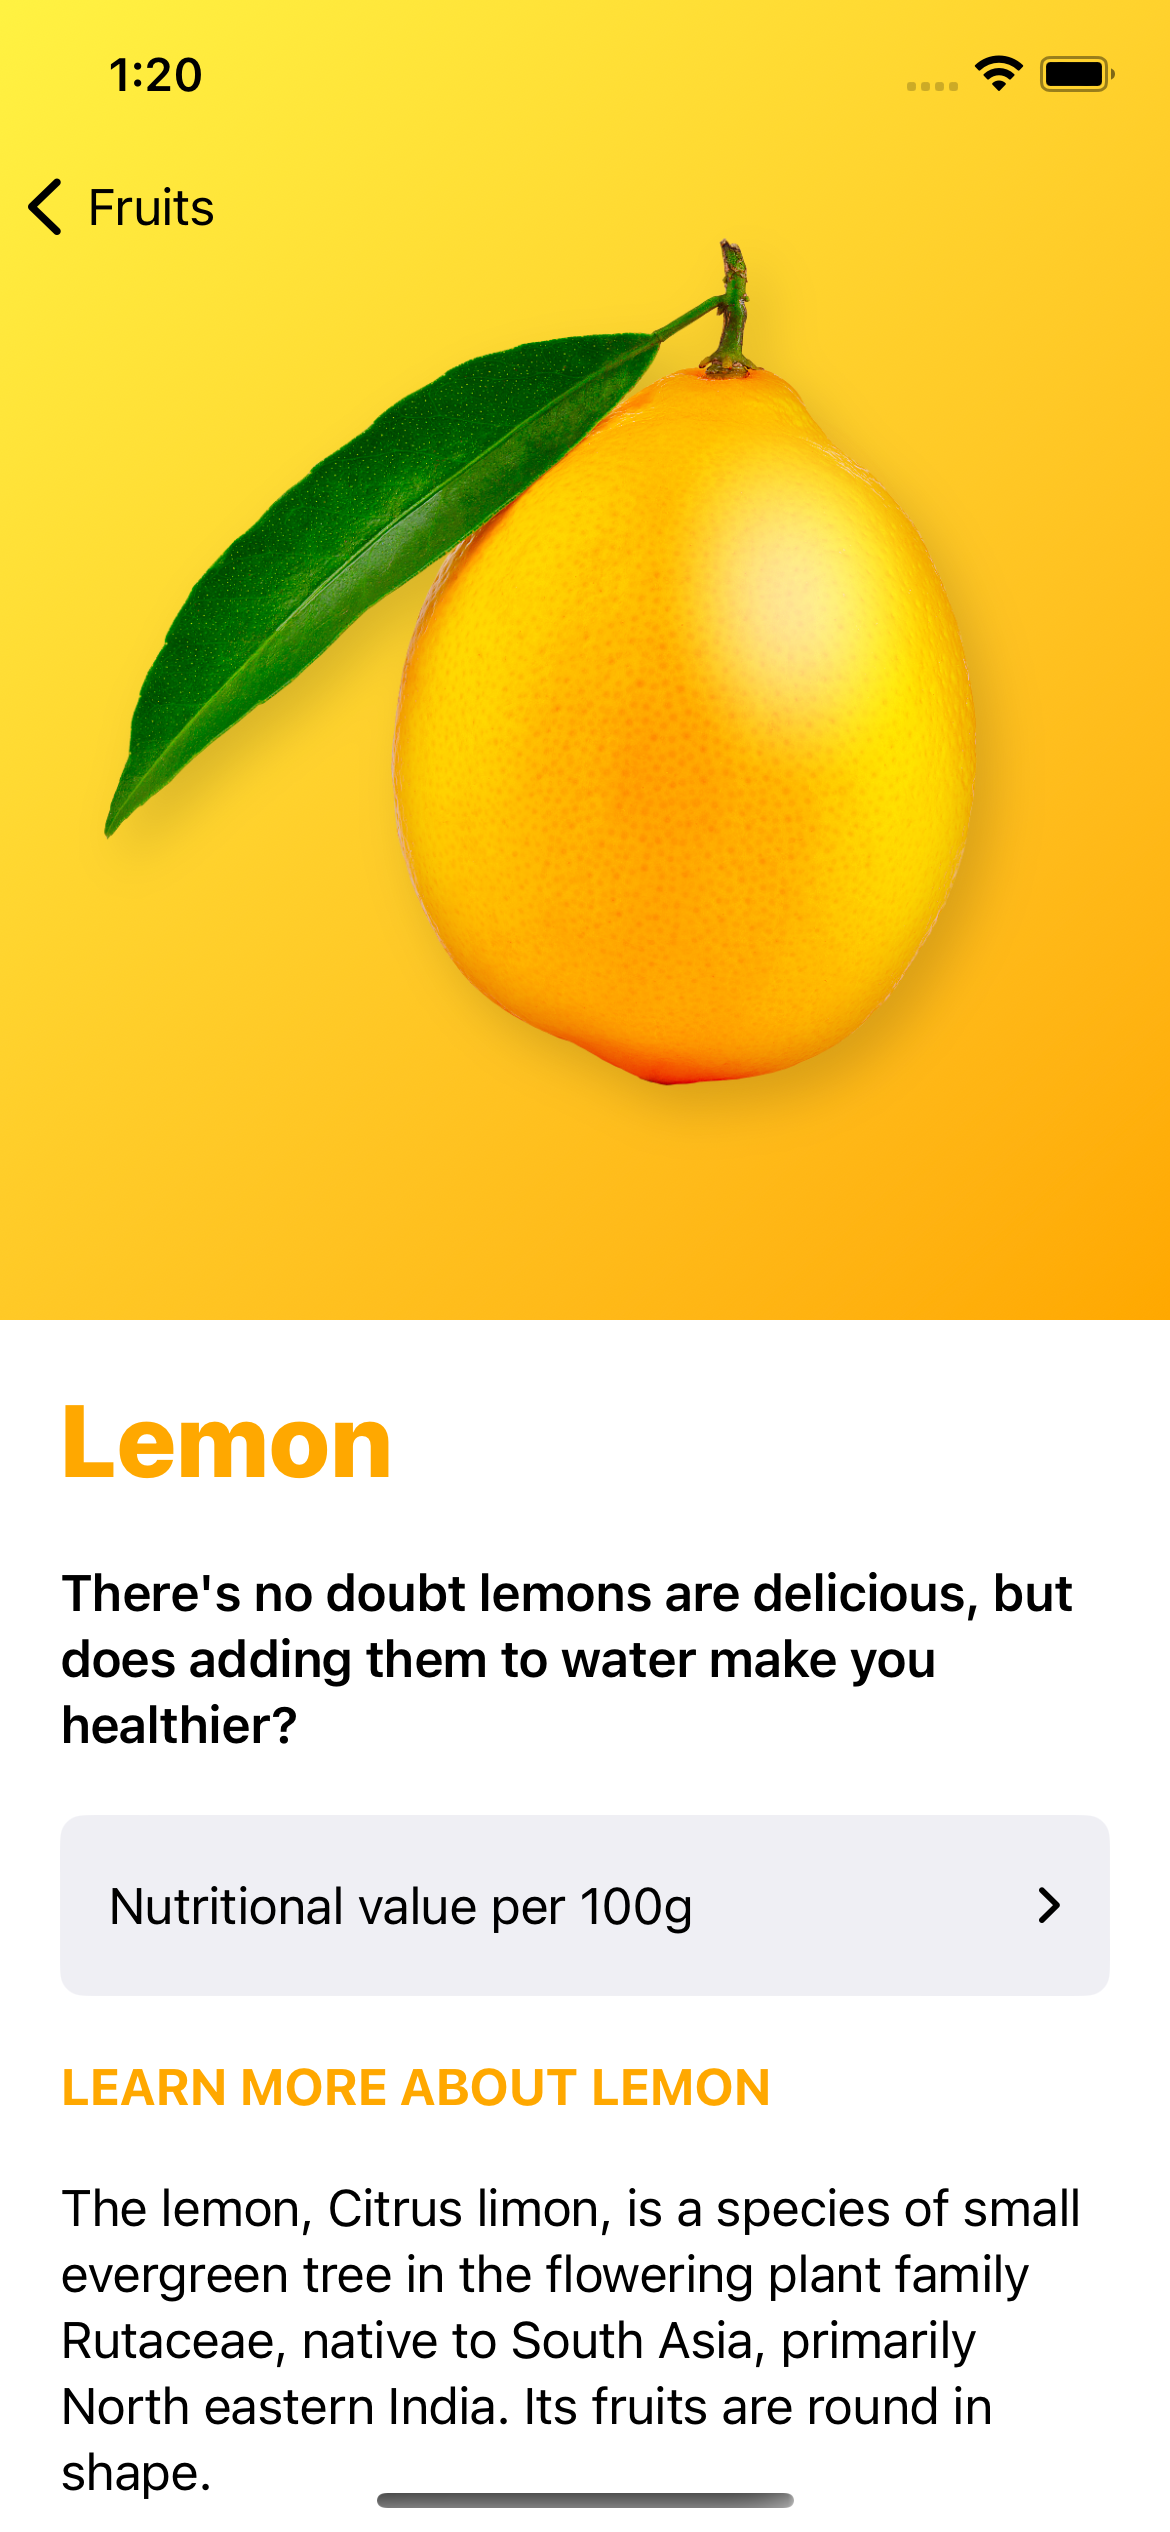 1:20
Fruits
Lemon
There's no doubt lemons are delicious, but
does adding them to water make you
healthier?
Nutritional value per 100g
LEARN MORE ABOUT LEMON
The lemon, Citrus limon, is a species of small
evergreen tree in the flowering plant family
Rutaceae, native to South Asia, primarily
North eastern India. Its fruits are round in
shape.